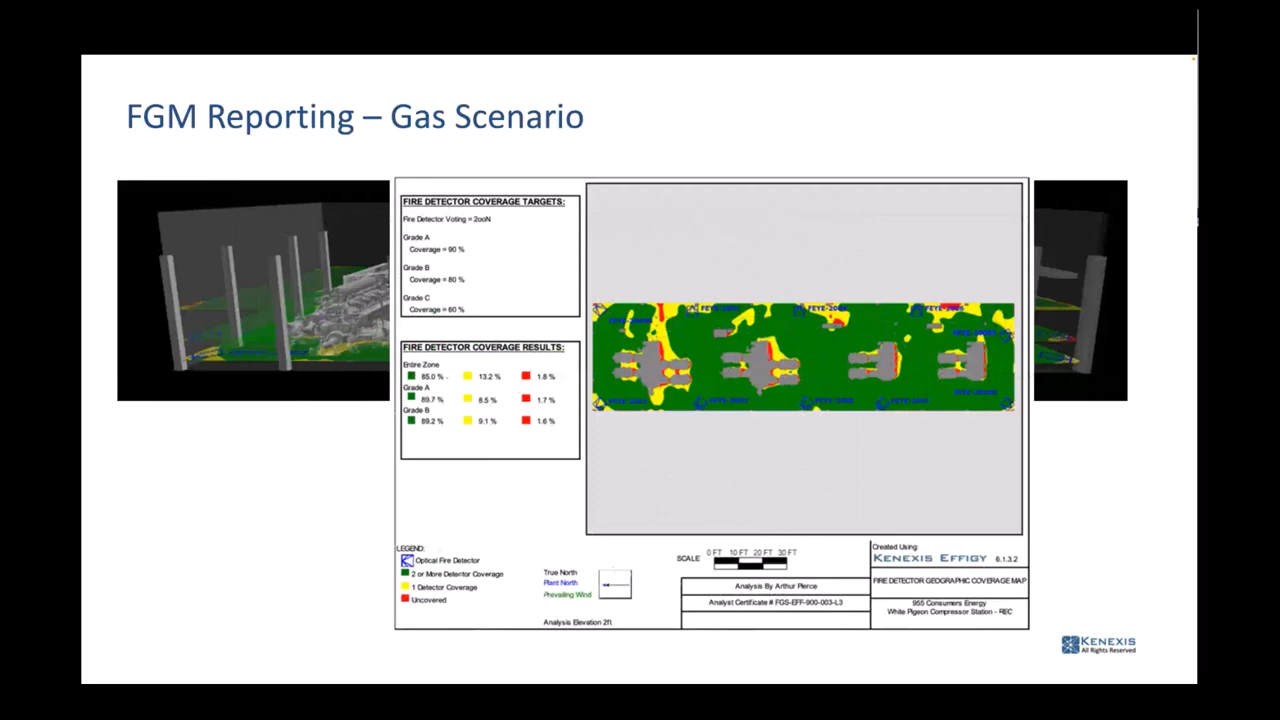 FGM Reporting – Gas Scenario
FIRE DETECTOR COVERAGE TARGETS:
Fire Detector Voting = 2ooN
Grade A
Coverage = 90 %
Grade B
Coverage = 80 %
Grade C
Coverage = 60 %
FIRE DETECTOR COVERAGE RESULTS:
Entire Zone
85.0 % 13.2 % 1.8 %
Grade A
89.7 % 8.5 % 1.7 %
Grade B
89.2 % 9.1 % 1.6 %
LEGEND:
Optical Fire Detector
2 or More Detector Coverage
1 Detector Coverage
Uncovered
True North
Plant North
Prevailing Wind
Analysis Elevation 2ft
SCALE
0 FT 10 FT 20 FT 30 FT
Analysis By Arthur Pierce
Analyst Certificate # FGS-EFF-900-003-L3
Created Using:
KENEXIS EFFIGY 6.1.3.2
FIRE DETECTOR GEOGRAPHIC COVERAGE MAP
955 Consumers Energy
White Pigeon Compressor Station - REC
KENEXIS
All Rights Reserved